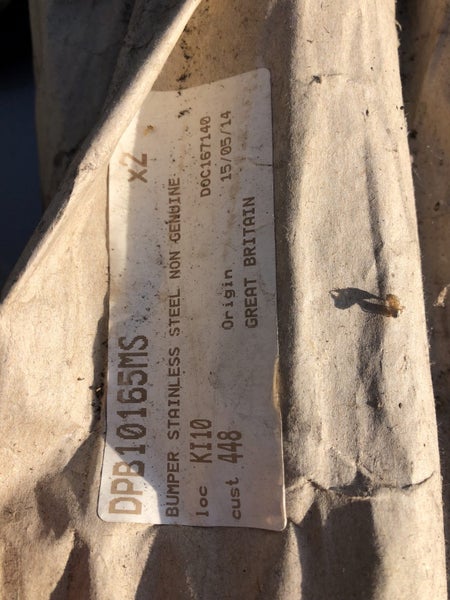 DPB10165MS x2
BUMPER STAINLESS STEEL NON GENUINE
loc KI10 DOC167140
cust 448 Origin 15/05/14
GREAT BRITAIN